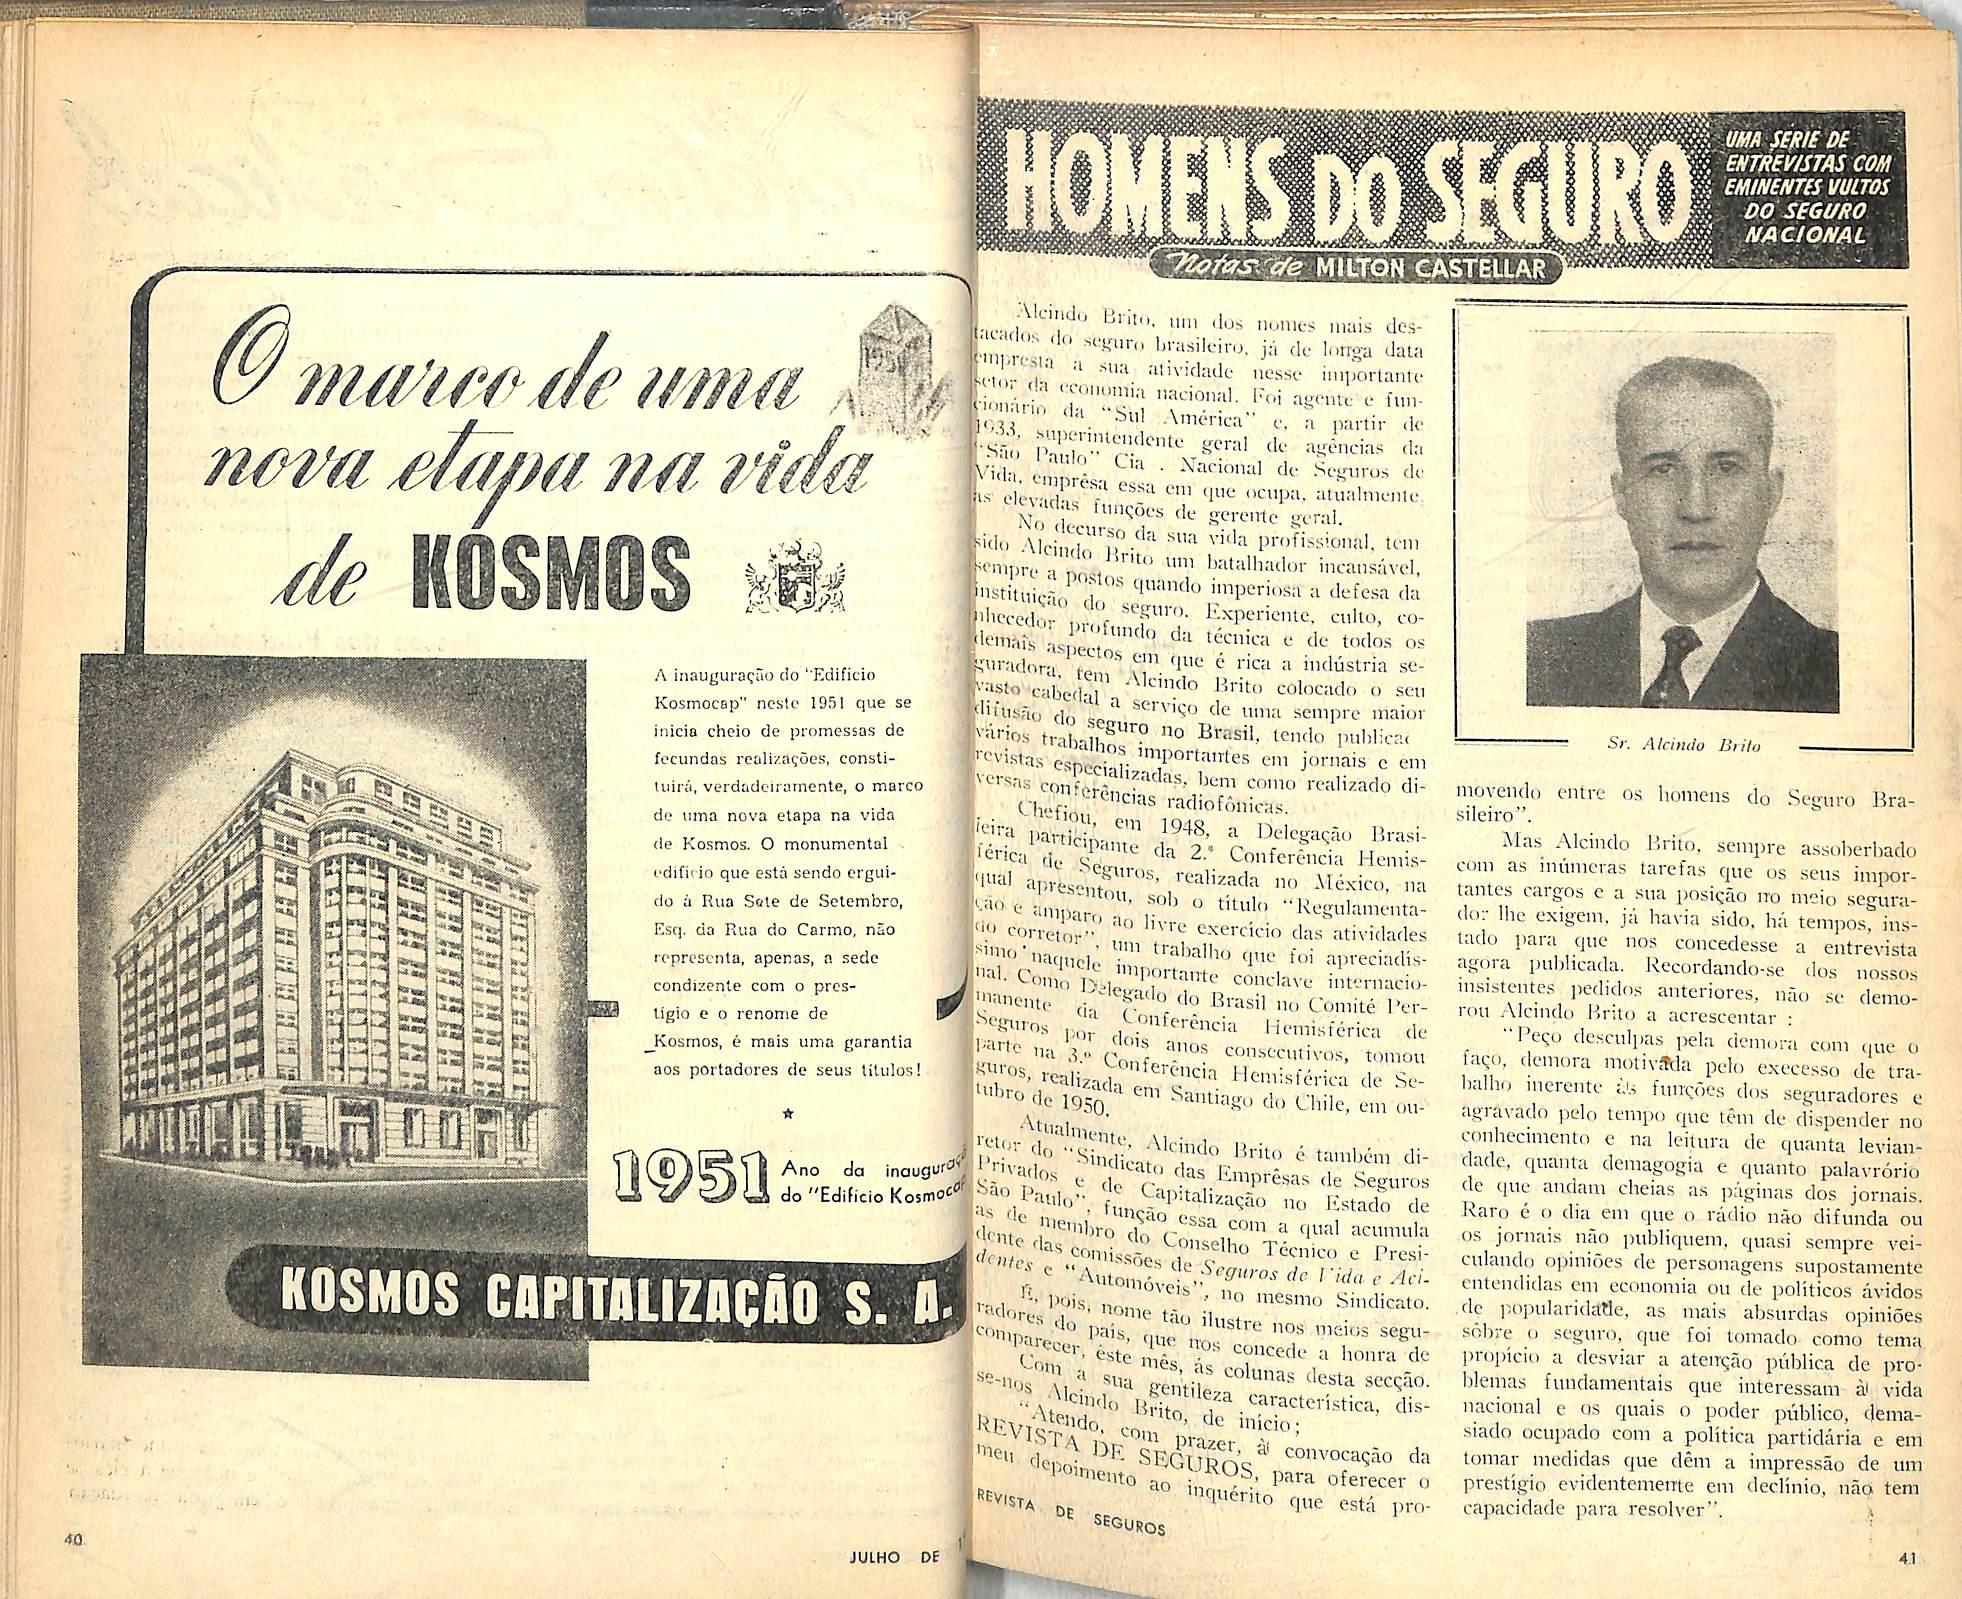 O marco de uma
nova etapa na vida
de KOSMOS
1951
A inauguração do "Edifício
Kosmocap" neste 1951 que se
inicia cheio de promessas de
fecundas realizações, consti-
tuirá, verdadeiramente, o marco
de uma nova etapa na vida
de Kosmos. O monumental
edifício que está sendo ergui-
do à Rua Sete de Setembro,
Esq. da Rua do Carmo, não
representa, apenas, a sede
condizente com o pres-
tígio e o renome de
Kosmos, é mais uma garantia
aos portadores de seus títulos!
1951 Ano da inauguração
do "Edifício Kosmocap
KOSMOS CAPITALIZAÇÃO S. A.
40
JULHO DE 1
HOMENS DO SEGURO
UMA SÉRIE DE
ENTREVISTAS COM
EMINENTES VULTOS
DO SEGURO
NACIONAL
Notas de MILTON CASTELLAR
Alcindo Brito, um dos nomes mais des-
tacados do seguro brasileiro, já de longa data
empresta a sua atividade nesse importante
setor da economia nacional. Foi agente e fun-
cionário da "Sul América" e, a partir de
1933, superintendente geral de agências da
"São Paulo" Cia . Nacional de Seguros de
Vida, emprêsa essa em que ocupa, atualmente,
as elevadas funções de gerente geral.
No decurso da sua vida profissional, tem
sido Alcindo Brito um batalhador incansável,
sempre a postos quando imperiosa a defesa da
instituição do seguro. Experiente, culto, co-
nhecedor profundo da técnica e de todos os
demais aspectos em que é rica a indústria se-
guradora, tem Alcindo Brito colocado o seu
vasto cabedal a serviço de uma sempre maior
difusão do seguro no Brasil, tendo publicac
vários trabalhos importantes em jornais e em
revistas especializadas, bem como realizado di-
versas conferências radiofônicas.
Chefiou, em 1948, a Delegação Brasi-
leira participante da 2.ª Conferência Hemis-
férica de Seguros, realizada no México, na
qual apresentou, sob o título "Regulamenta-
ção e amparo ao livre exercício das atividades
do corretor", um trabalho que foi apreciadís-
simo naquele importante conclave internacio-
nal. Como Delegado do Brasil no Comité Per-
manente da Conferência Hemisférica de
Seguros por dois anos consecutivos, tomou
parte na 3.ª Conferência Hemisférica de Se-
guros, realizada em Santiago do Chile, em ou-
tubro de 1950.
Atualmente, Alcindo Brito é também di-
retor do "Sindicato das Emprêsas de Seguros
Privados e de Capitalização no Estado de
São Paulo", função essa com a qual acumula
as de membro do Conselho Técnico e Presi-
dente das comissões de Seguros de Vida e Aci-
dentes e "Automóveis", no mesmo Sindicato.
É, pois, nome tão ilustre nos meios segu-
radores do país, que nos concede a honra de
comparecer, êste mês, ás colunas desta secção.
Com a sua gentileza característica, dis-
se-nos Alcindo Brito, de início;
"Atendo, com prazer, à convocação da
REVISTA DE SEGUROS, para oferecer o
meu depoimento ao inquérito que está pro-
REVISTA DE SEGUROS
Sr. Alcindo Brito
movendo entre os homens do Seguro Bra-
sileiro".
Mas Alcindo Brito, sempre assoberbado
com as inúmeras tarefas que os seus impor-
tantes cargos e a sua posição no meio segura-
dor lhe exigem, já havia sido, há tempos, ins-
tado para que nos concedesse a entrevista
agora publicada. Recordando-se dos nossos
insistentes pedidos anteriores, não se demo-
rou Alcindo Brito a acrescentar :
"Peço desculpas pela demora com que o
faço, demora motivada pelo execesso de tra-
balho inerente às funções dos seguradores e
agravado pelo tempo que têm de dispender no
conhecimento e na leitura de quanta levian-
dade, quanta demagogia e quanto palavrório
de que andam cheias as páginas dos jornais.
Raro é o dia em que o rádio não difunda ou
os jornais não publiquem, quasi sempre vei-
culando opiniões de personagens supostamente
entendidas em economia ou de políticos ávidos
de popularidade, as mais absurdas opiniões
sôbre o seguro, que foi tomado como tema
propício a desviar a atenção pública de pro-
blemas fundamentais que interessam à vida
nacional e os quais o poder público, dema-
siado ocupado com a política partidária e em
tomar medidas que dêm a impressão de um
prestígio evidentemente em declínio, não tem
capacidade para resolver".
41